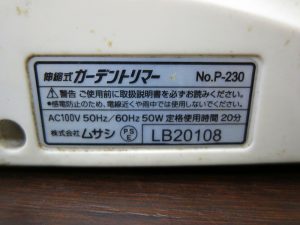 伸縮式ガーデントリマー No.P-230
⚠警告 ご使用前に取扱説明書を必ずお読みください。
●感電防止のため、電線近くや雨中では使用しないでください。
AC100V 50Hz/60Hz 50W 定格使用時間 20分
株式会社 ムサシ PSE LB20108